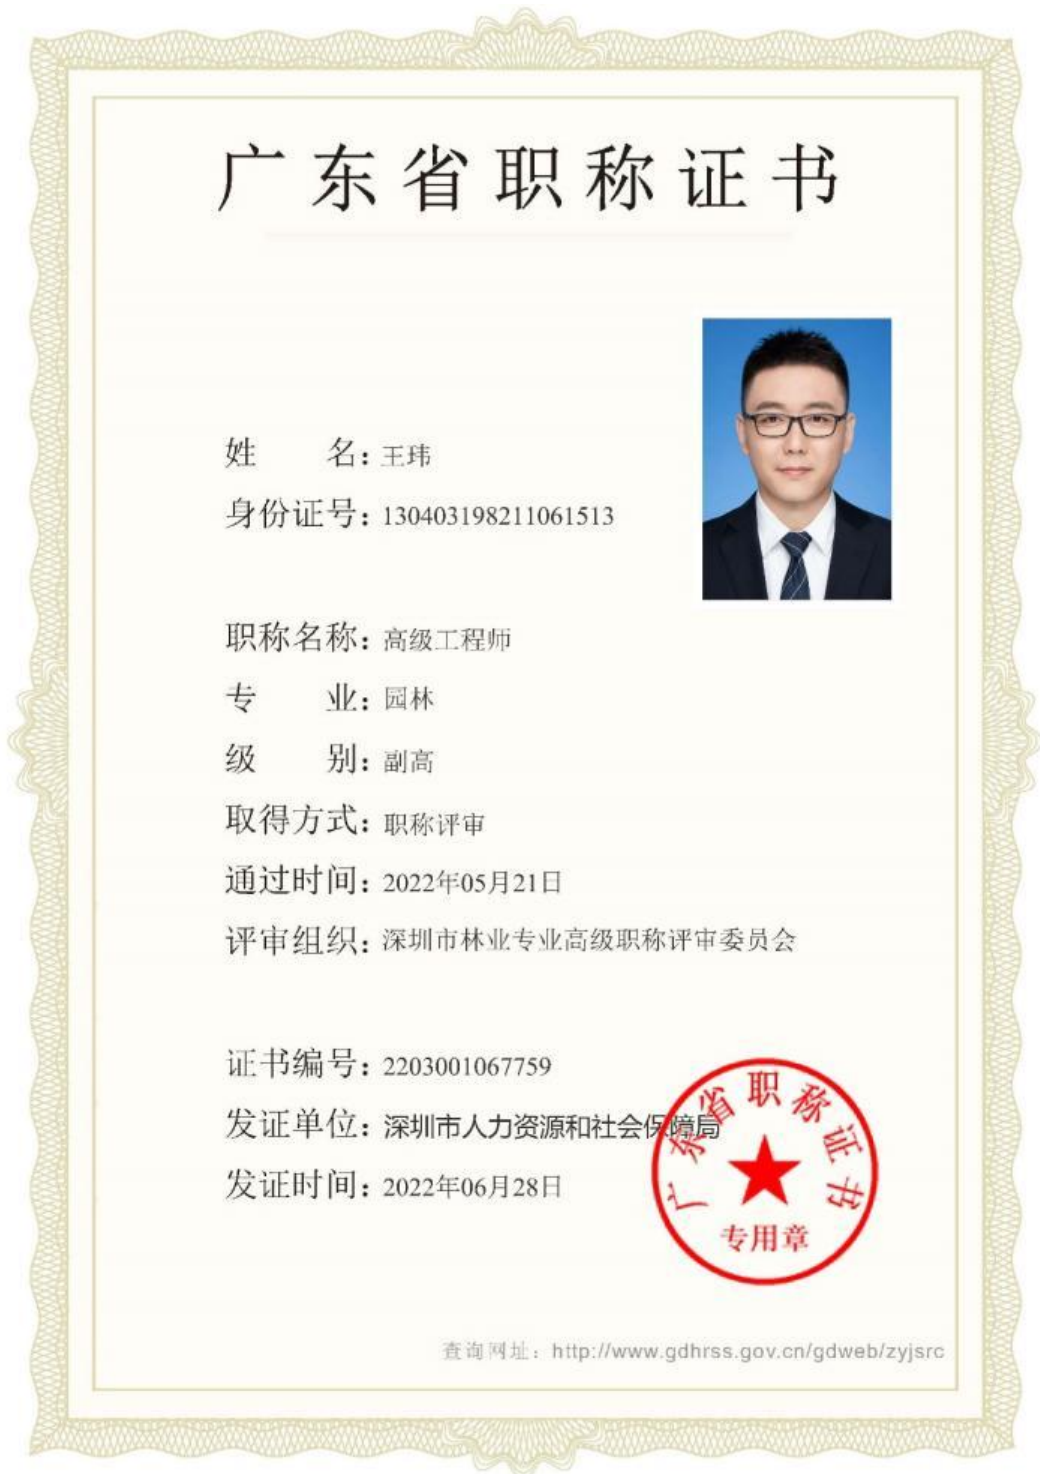 广东省职称证书
姓名：王玮
身份证号：130403198211061513
职称名称：高级工程师
专业：园林
级别：副高
取得方式：职称评审
通过时间：2022年05月21日
评审组织：深圳市林业专业高级职称评审委员会
证书编号：2203001067759
发证单位：深圳市人力资源和社会保障局
发证时间：2022年06月28日
广东省职称证书
专用章
查询网址：http://www.gdhrss.gov.cn/gdweb/zyjsrc